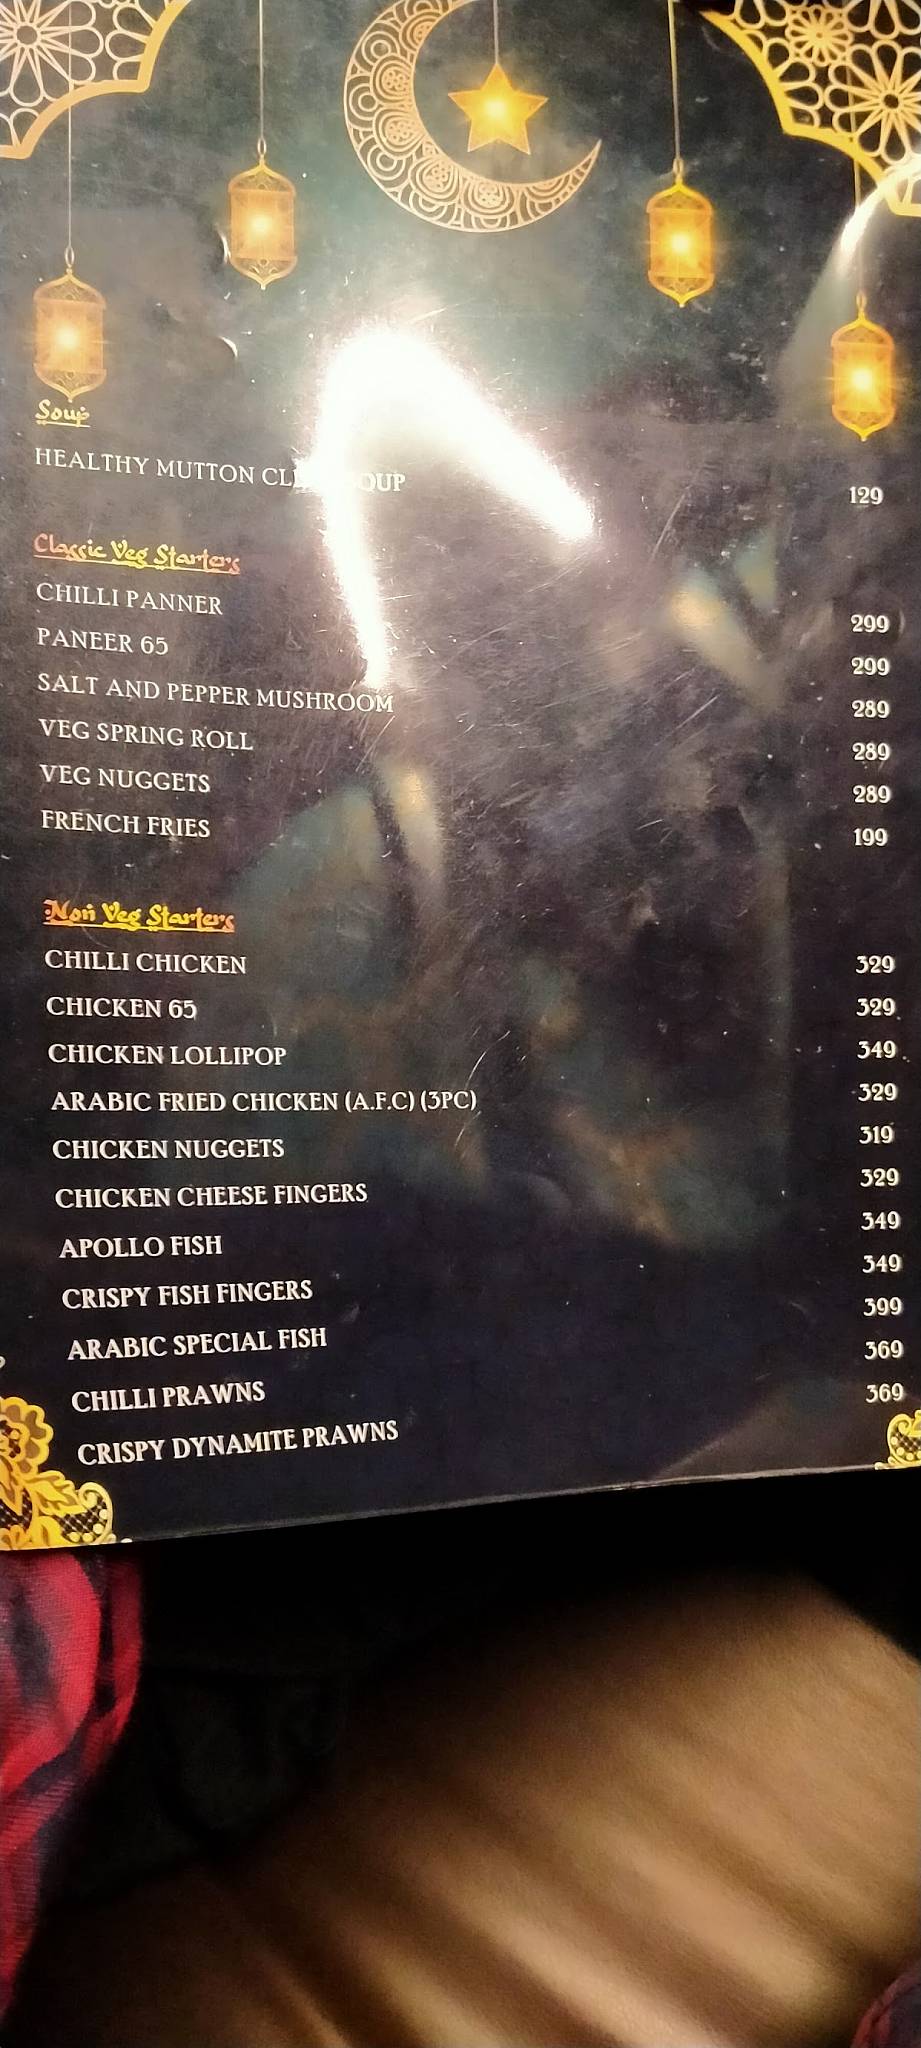 Soup
HEALTHY MUTTON SOUP 129
Classic Veg Starters
CHILLI PANNER 299
PANEER 65 299
SALT AND PEPPER MUSHROOM 289
VEG SPRING ROLL 289
VEG NUGGETS 289
FRENCH FRIES 199
Non Veg Starters
CHILLI CHICKEN 329
CHICKEN 65 329
CHICKEN LOLLIPOP 349
ARABIC FRIED CHICKEN (A.F.C) (3PC) 329
CHICKEN NUGGETS 319
CHICKEN CHEESE FINGERS 329
APOLLO FISH 349
CRISPY FISH FINGERS 349
ARABIC SPECIAL FISH 399
CHILLI PRAWNS 369
CRISPY DYNAMITE PRAWNS 369